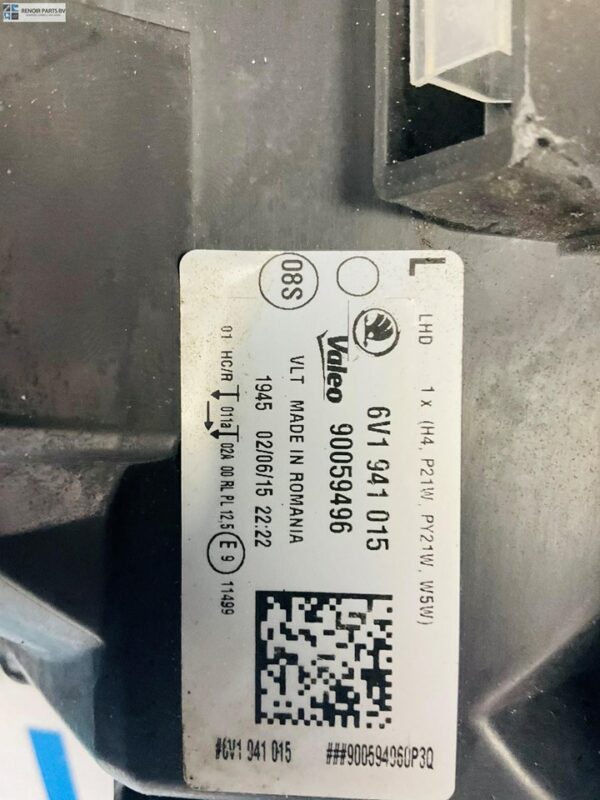 RENOIR PARTS BV
L
LHD 1 x (H4, P21W, PY21W, W5W)
6V1 941 015
Valeo 90059496
VLT MADE IN ROMANIA
08S
1945 02/06/15 22:22
01 HC/R 011a 02A 00 RL PL 12,5 E 9 11499
#6V1 941 015
###900594960P3Q